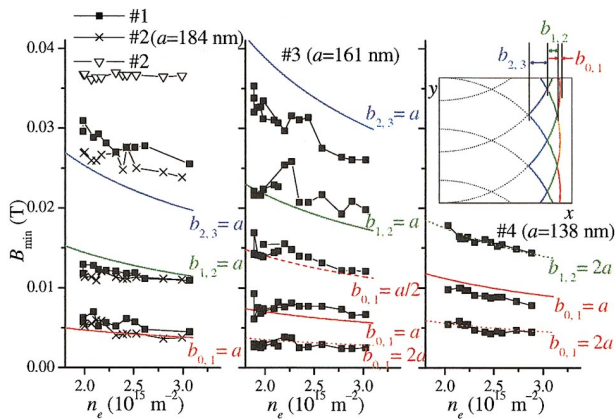 #1
#2 (a=184 nm)
#2
0.04
0.03
0.02
0.01
0.00
B_min (T)
b_2,3 = a
b_1,2 = a
b_0,1 = a
2.0 2.5 3.0
n_e (10^15 m^-2)
#3 (a=161 nm)
b_2,3 = a
b_1,2 = a
b_0,1 = a/2
b_0,1 = a
b_0,1 = 2a
2.0 2.5 3.0
n_e (10^15 m^-2)
b_1,2
b_2,3
b_0,1
y
x
#4 (a=138 nm)
b_1,2 = 2a
b_0,1 = a
b_0,1 = 2a
2.0 2.5 3.0
n_e (10^15 m^-2)